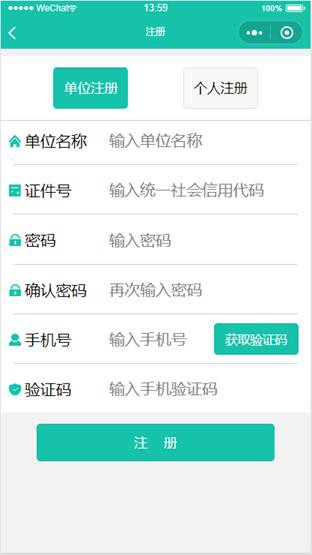 WeChat 13:59 100%
注册
单位注册 个人注册
单位名称 输入单位名称
证件号 输入统一社会信用代码
密码 输入密码
确认密码 再次输入密码
手机号 输入手机号 获取验证码
验证码 输入手机验证码
注 册